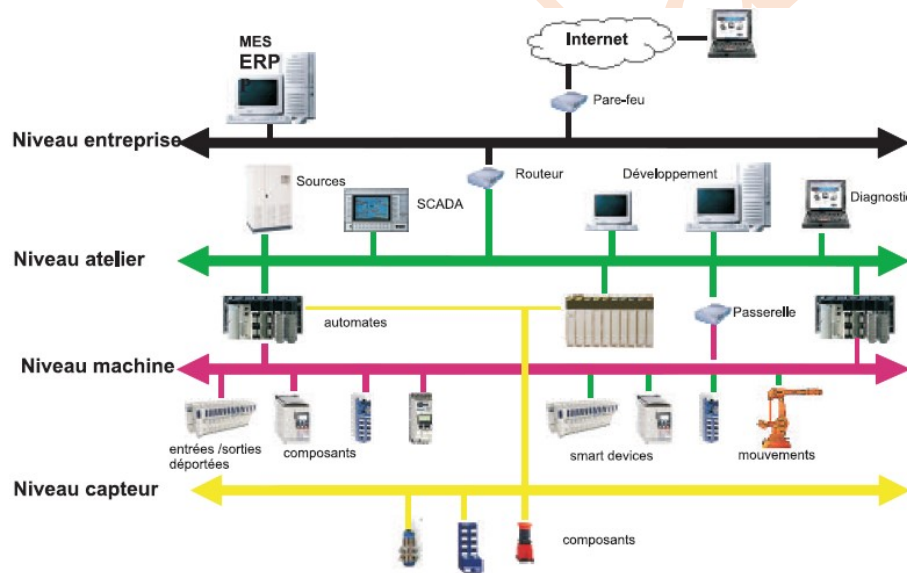 MES
ERP
Internet
Pare-feu
Niveau entreprise
Sources
SCADA
Routeur
Développement
Diagnostic
Niveau atelier
automates
Passerelle
Niveau machine
entrées /sorties
déportées
composants
smart devices
mouvements
Niveau capteur
composants